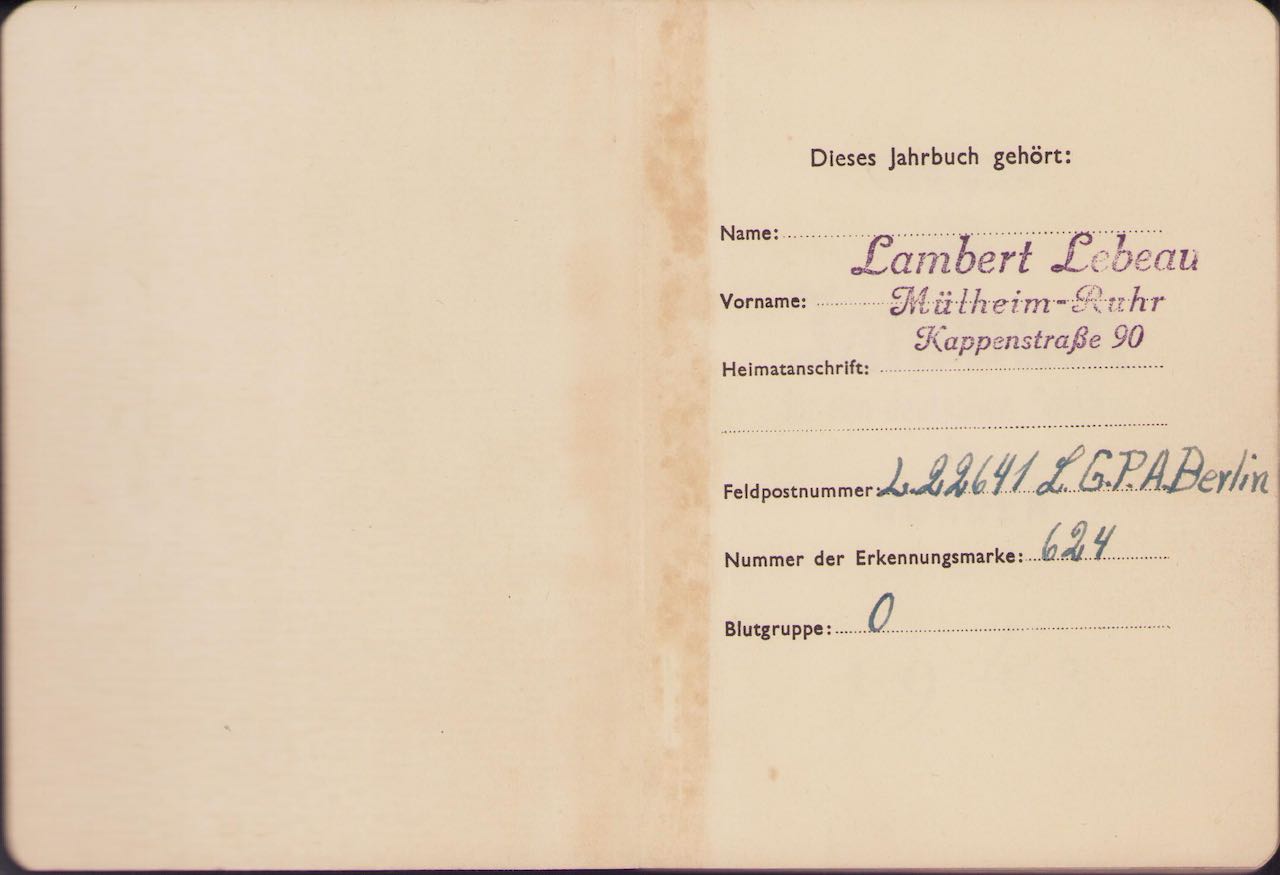 Dieses Jahrbuch gehört:
Name:
Lambert Lebeau
Vorname:
Mülheim-Ruhr
Kappenstraße 90
Heimatanschrift:
Feldpostnummer: L22641 L.G.P.A. Berlin
Nummer der Erkennungsmarke: 624
Blutgruppe: 0